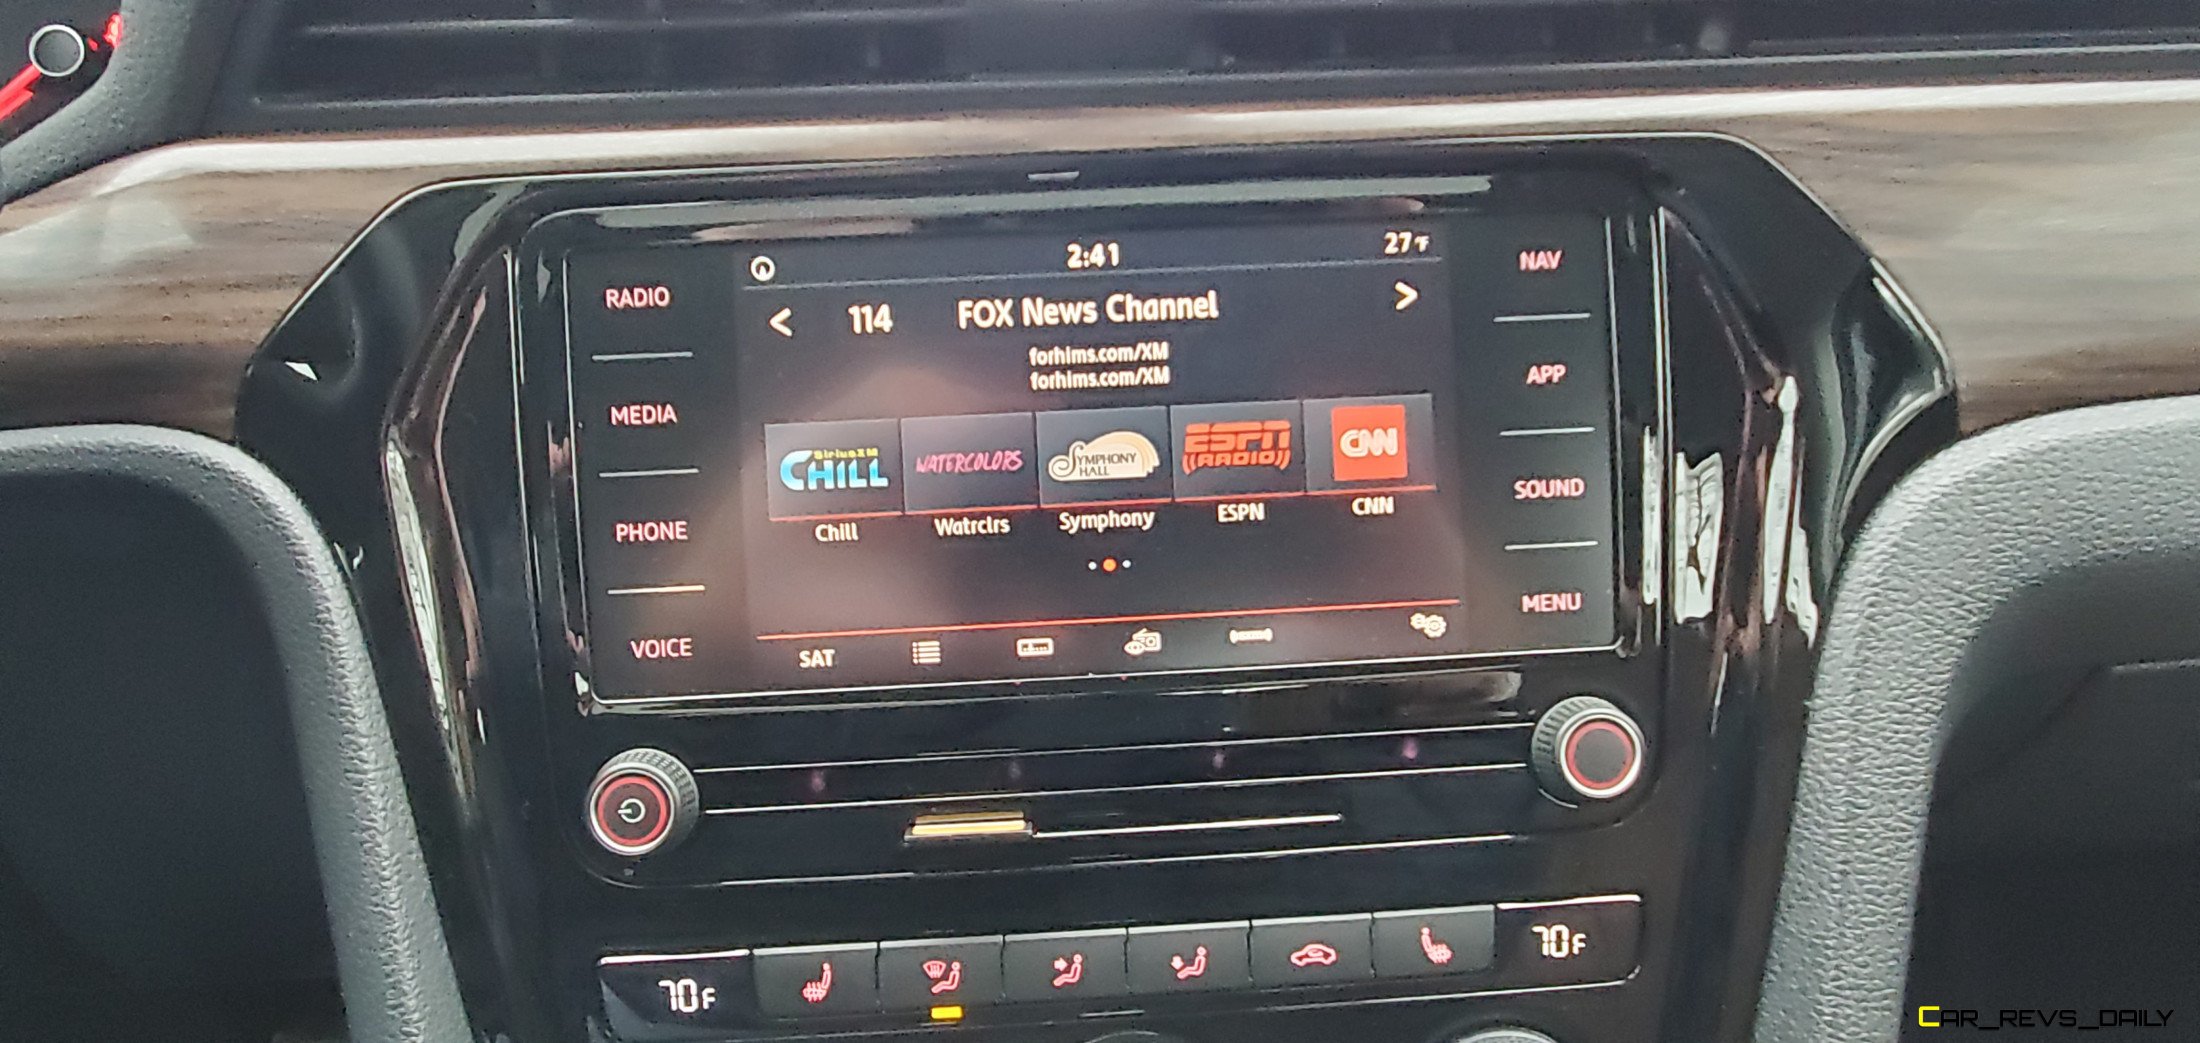 2:41
27°F
RADIO
MEDIA
PHONE
VOICE
< 114 FOX News Channel >
forhims.com/XM
forhims.com/XM
SiriusXM
CHILL
WATERCOLORS
SYMPHONY
HALL
ESPN
RADIO
CNN
Chill
Watrclrs
Symphony
ESPN
CNN
SAT
NAV
APP
SOUND
MENU
70F
70F
CAR_REVS_DAILY